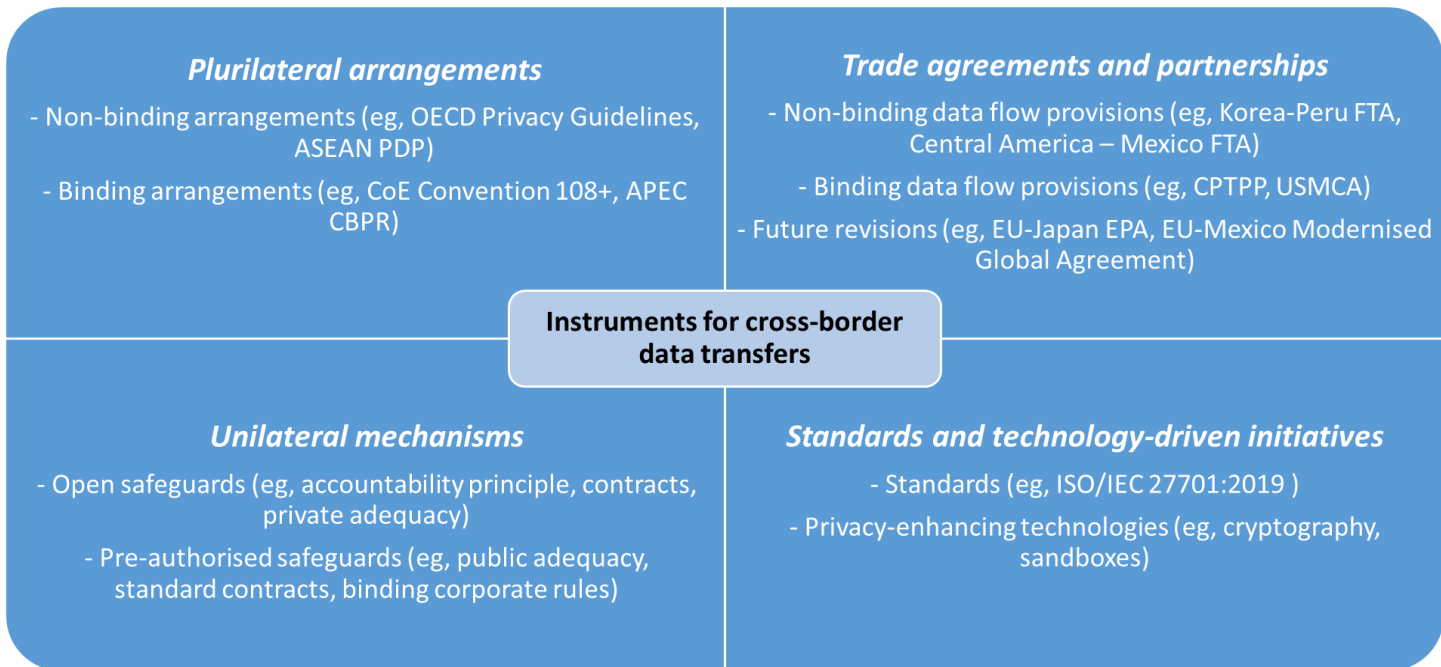 Plurilateral arrangements
- Non-binding arrangements (eg, OECD Privacy Guidelines,
ASEAN PDP)
- Binding arrangements (eg, CoE Convention 108+, APEC
CBPR)
Trade agreements and partnerships
- Non-binding data flow provisions (eg, Korea-Peru FTA,
Central America – Mexico FTA)
- Binding data flow provisions (eg, CPTPP, USMCA)
- Future revisions (eg, EU-Japan EPA, EU-Mexico Modernised
Global Agreement)
Instruments for cross-border
data transfers
Unilateral mechanisms
- Open safeguards (eg, accountability principle, contracts,
private adequacy)
- Pre-authorised safeguards (eg, public adequacy,
standard contracts, binding corporate rules)
Standards and technology-driven initiatives
- Standards (eg, ISO/IEC 27701:2019 )
- Privacy-enhancing technologies (eg, cryptography,
sandboxes)